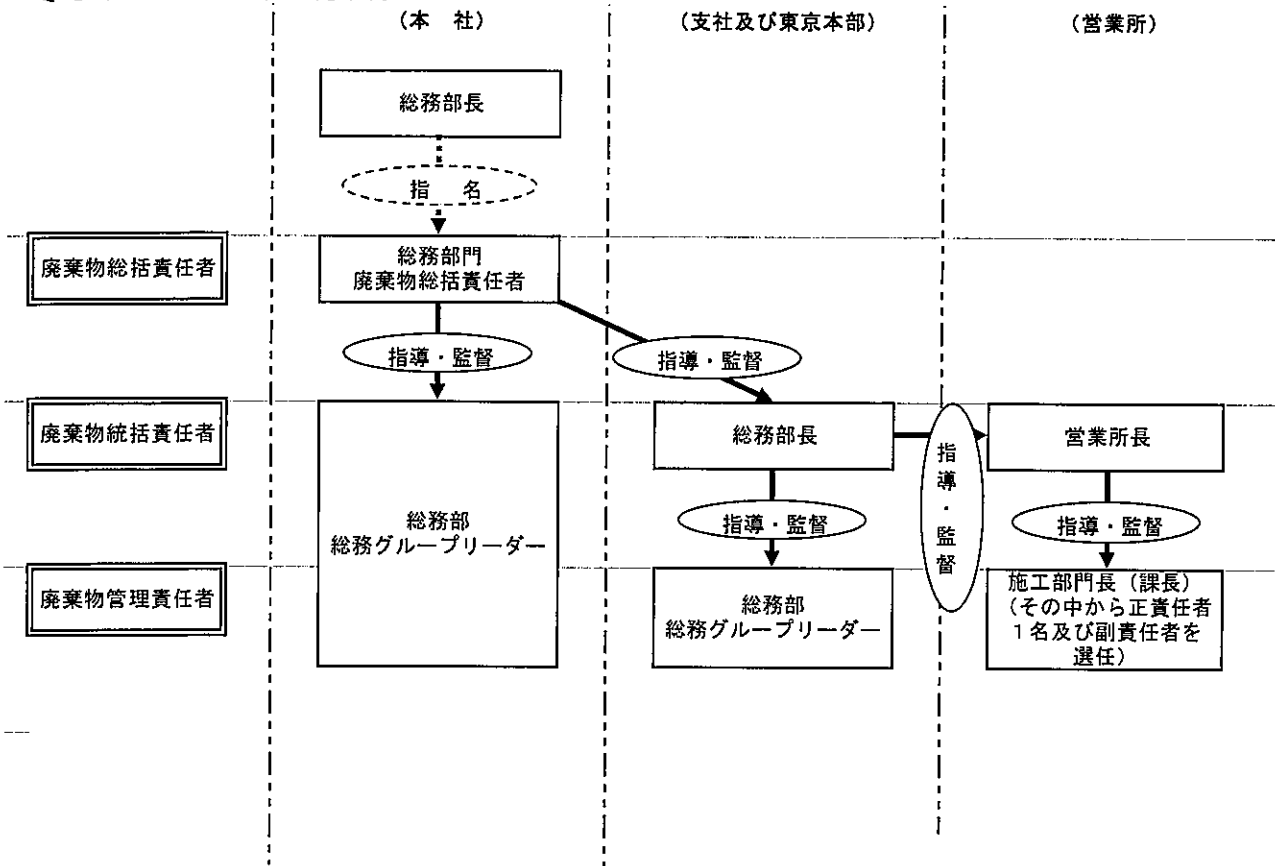 （本　社）
（支社及び東京本部）
（営業所）
総務部長
指　名
廃棄物総括責任者
総務部門
廃棄物総括責任者
指導・監督
指導・監督
廃棄物統括責任者
総務部
総務グループリーダー
総務部長
指導・監督
営業所長
指導・監督
指導・監督
廃棄物管理責任者
総務部
総務グループリーダー
施工部門長（課長）
（その中から正責任者
１名及び副責任者を
選任）